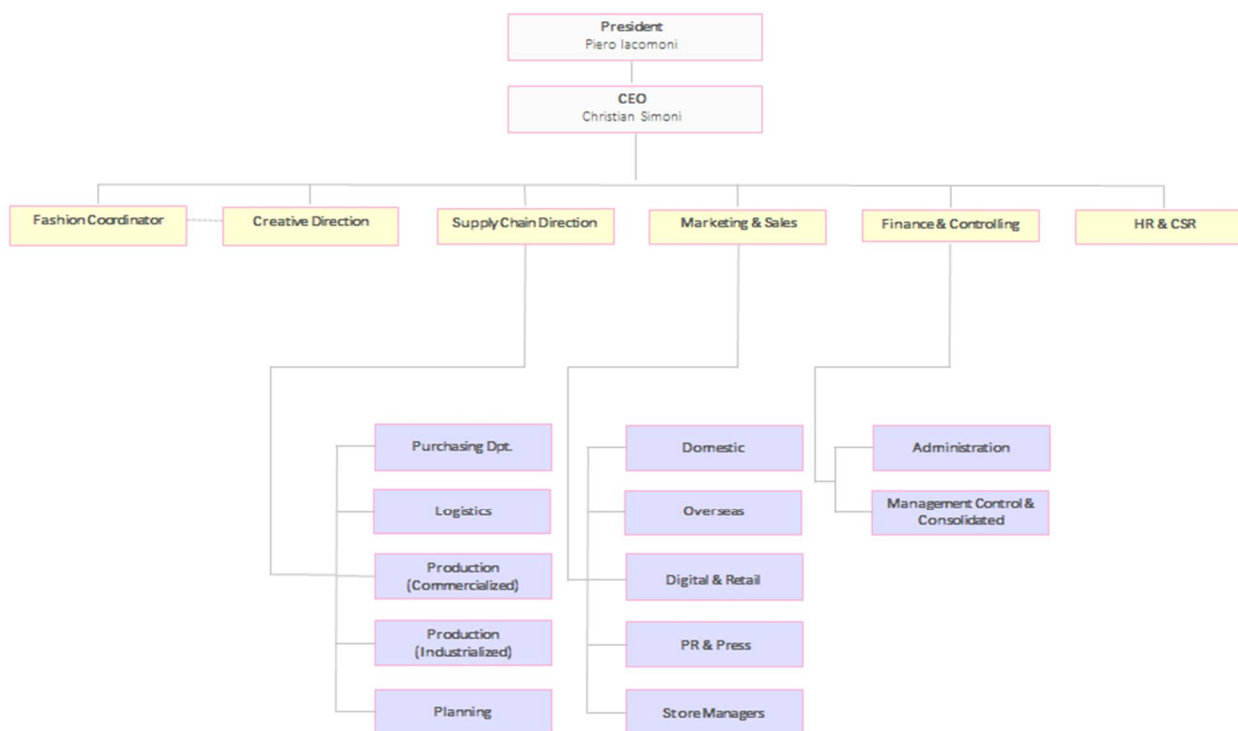 President
Piero Iacomoni
CEO
Christian Simoni
Fashion Coordinator
Creative Direction
Supply Chain Direction
Marketing & Sales
Finance & Controlling
HR & CSR
Purchasing Dpt.
Domestic
Administration
Logistics
Overseas
Management Control &
Consolidated
Production
(Commercialized)
Digital & Retail
Production
(Industrialized)
PR & Press
Planning
Store Managers